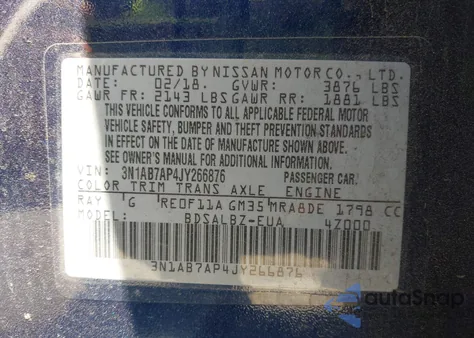 MANUFACTURED BY NISSAN MOTOR CO., LTD.
DATE: 02/18. GVWR: 3876 LBS
GAWR FR: 2143 LBS GAWR RR: 1881 LBS
THIS VEHICLE CONFORMS TO ALL APPLICABLE FEDERAL MOTOR
VEHICLE SAFETY, BUMPER AND THEFT PREVENTION STANDARDS
IN EFFECT ON THE DATE OF MANUFACTURE SHOWN ABOVE.
SEE OWNER'S MANUAL FOR ADDITIONAL INFORMATION.
VIN: 3N1AB7AP4JY266876 PASSENGER CAR.
COLOR TRIM TRANS AXLE ENGINE
RAY G RE0F11A GM35 MRA8DE 1798 CC
BDSALBZ-EUA 4Z000
3N1AB7AP4JY266876
autoSnap